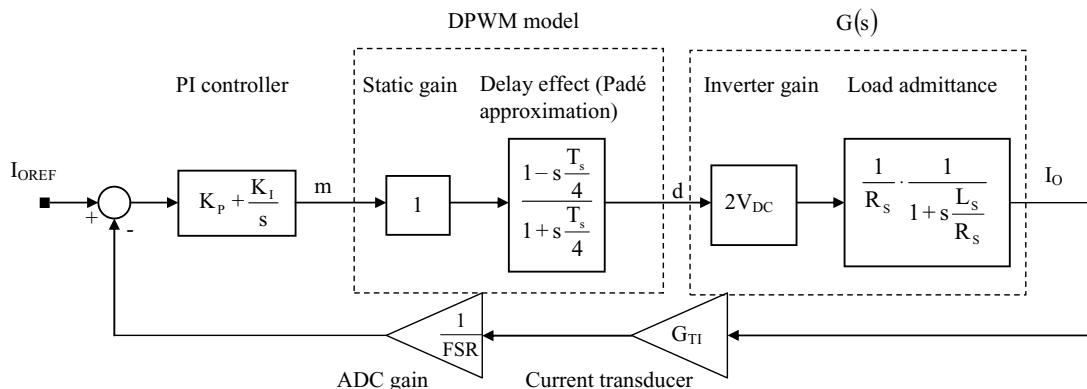 DPWM model
G(s)
PI controller
Static gain
Delay effect (Padé
approximation)
Inverter gain
Load admittance
I_OREF
+
-
K_P + K_I/s
m
1
(1 − s T_s/4)/(1 + s T_s/4)
d
2V_DC
1/R_S · 1/(1 + s L_S/R_S)
I_O
1/FSR
G_TI
ADC gain
Current transducer